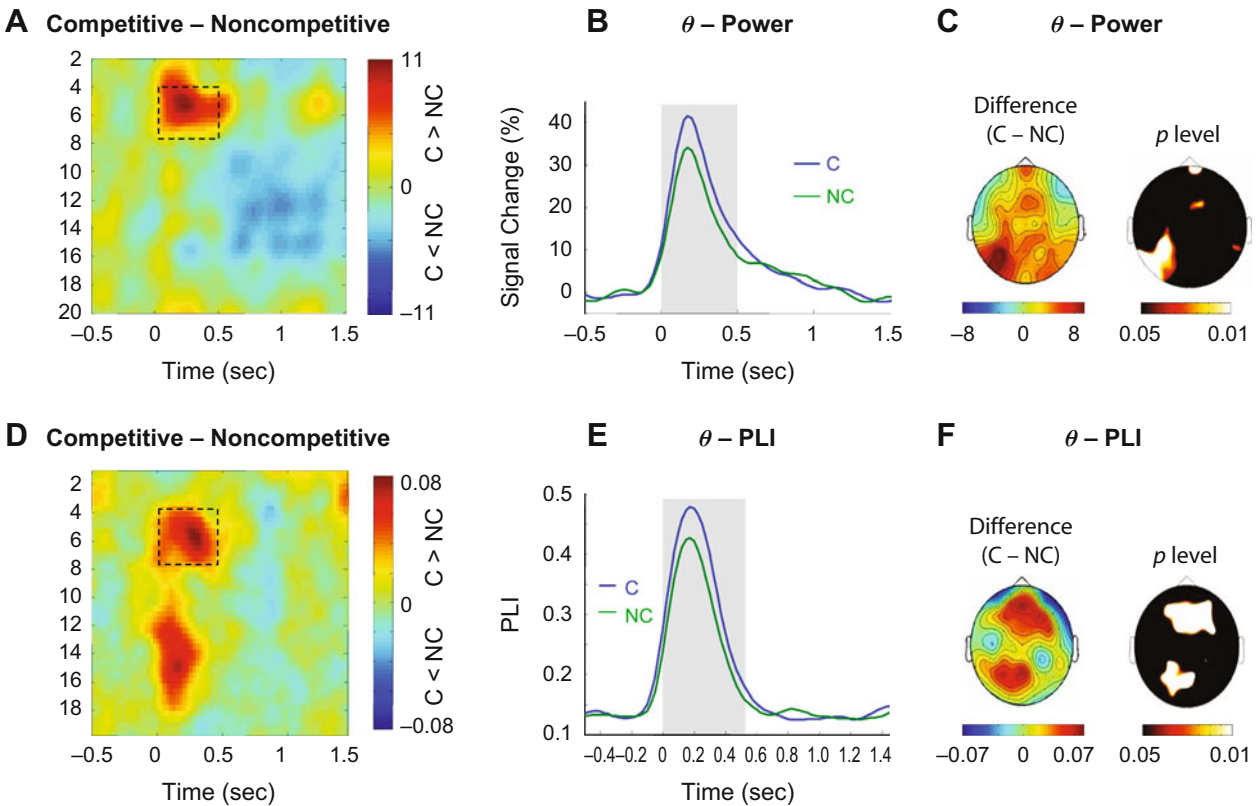 A Competitive – Noncompetitive
2
4
6
8
10
12
14
16
18
20
–0.5 0 0.5 1 1.5
Time (sec)
11
0
–11
C > NC
C < NC
B θ – Power
Signal Change (%)
40
30
20
10
0
–0.5 0 0.5 1 1.5
Time (sec)
C
NC
C θ – Power
Difference
(C – NC)
p level
–8 0 8
0.05 0.01
D Competitive – Noncompetitive
2
4
6
8
10
12
14
16
18
–0.5 0 0.5 1 1.5
Time (sec)
0.08
0
–0.08
C > NC
C < NC
E θ – PLI
PLI
0.5
0.4
0.3
0.2
0.1
–0.4 –0.2 0 0.2 0.4 0.6 0.8 1.0 1.2 1.4
Time (sec)
C
NC
F θ – PLI
Difference
(C – NC)
p level
–0.07 0 0.07
0.05 0.01